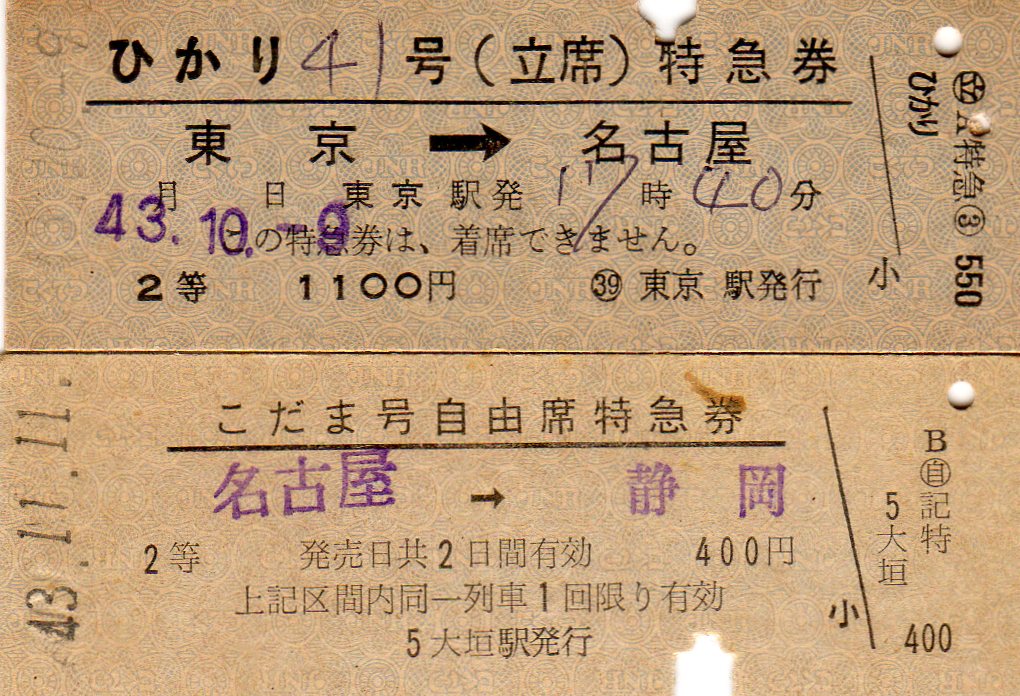 ひかり 41 号（立席）特急券
東京 → 名古屋
月 日 東京 駅発 17 時 40 分
43.10.-9
この特急券は、着席できません。
2等 1100円 ㊴ 東京 駅発行
小
ひかり
A特急③ 550
43.11.11.
こだま号自由席特急券
名古屋 → 静岡
2等 発売日共2日間有効 400円
上記区間内同一列車1回限り有効
5大垣駅発行
小
B㊐記特
5大垣
400